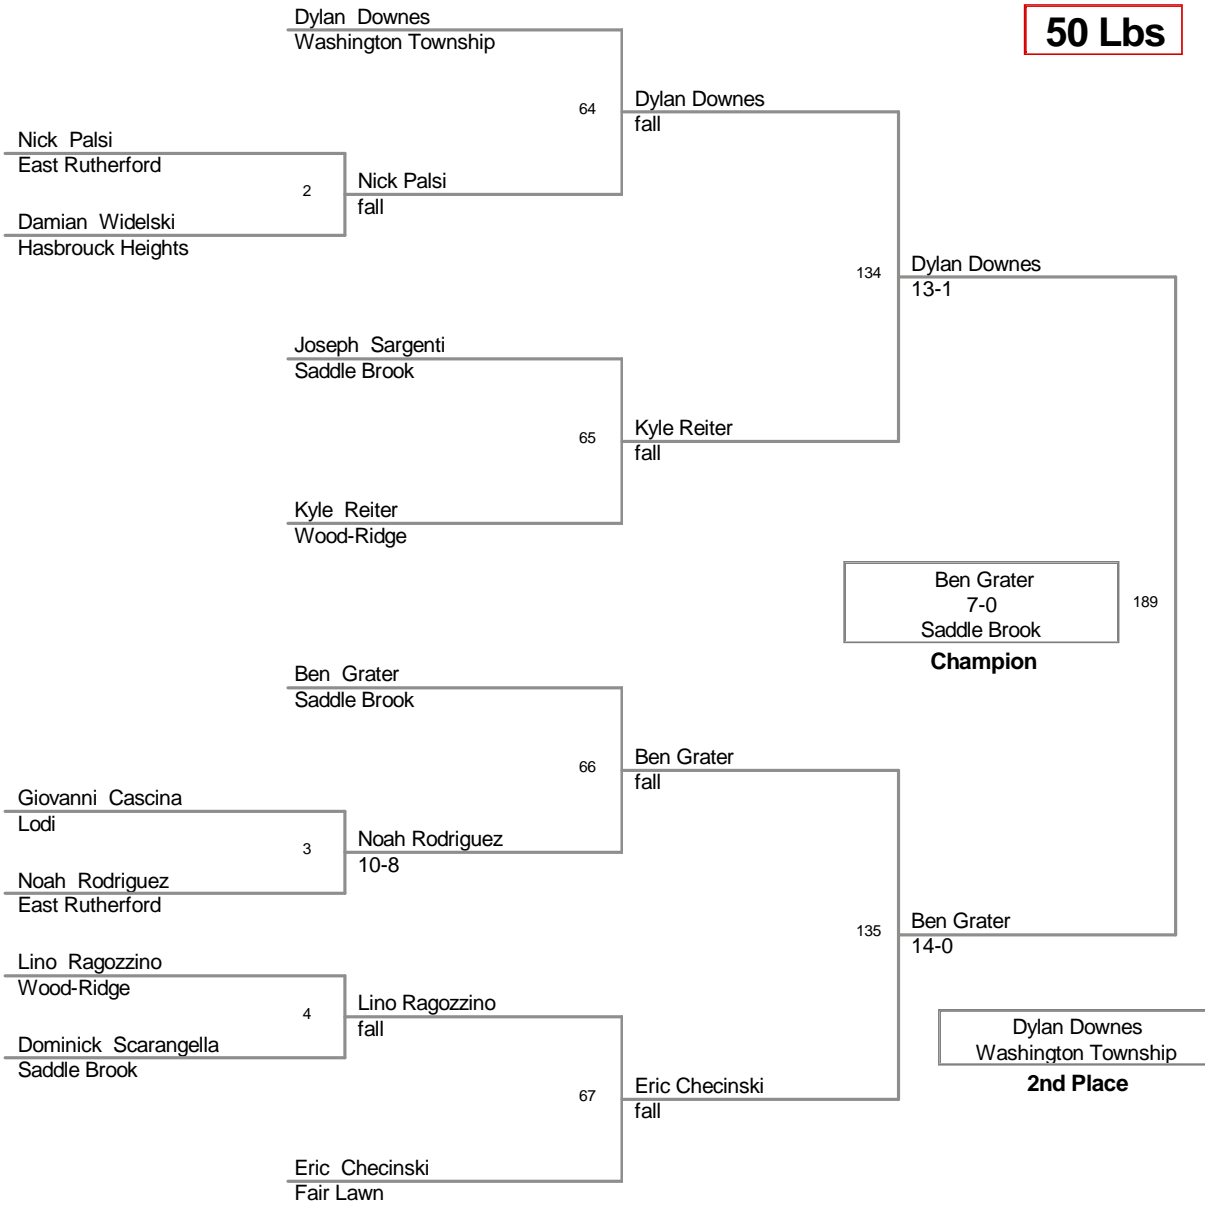 Dylan Downes
Washington Township
50 Lbs
64
Dylan Downes
fall
Nick Palsi
East Rutherford
2
Nick Palsi
fall
Damian Widelski
Hasbrouck Heights
134
Dylan Downes
13-1
Joseph Sargenti
Saddle Brook
65
Kyle Reiter
fall
Kyle Reiter
Wood-Ridge
Ben Grater
7-0
Saddle Brook
189
Champion
Ben Grater
Saddle Brook
66
Ben Grater
fall
Giovanni Cascina
Lodi
3
Noah Rodriguez
10-8
Noah Rodriguez
East Rutherford
135
Ben Grater
14-0
Lino Ragozzino
Wood-Ridge
4
Lino Ragozzino
fall
Dominick Scarangella
Saddle Brook
Dylan Downes
Washington Township
2nd Place
67
Eric Checinski
fall
Eric Checinski
Fair Lawn